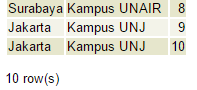 Surabaya Kampus UNAIR 8
Jakarta Kampus UNJ 9
Jakarta Kampus UNJ 10
10 row(s)